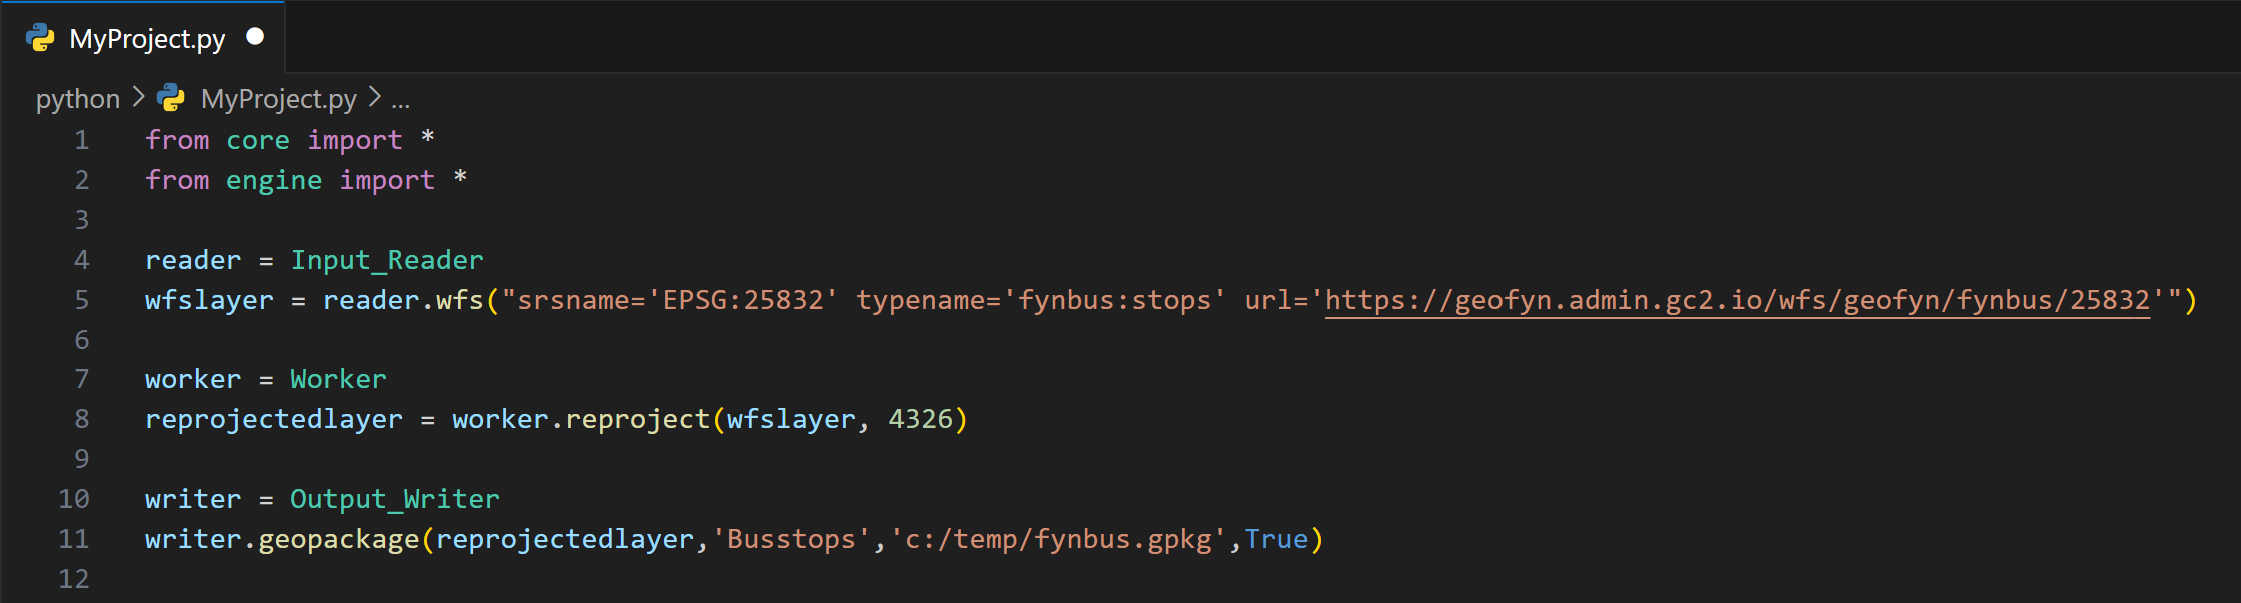 MyProject.py
python > MyProject.py > ...
1 from core import *
2 from engine import *
3
4 reader = Input_Reader
5 wfslayer = reader.wfs("srsname='EPSG:25832' typename='fynbus:stops' url='https://geofyn.admin.gc2.io/wfs/geofyn/fynbus/25832'")
6
7 worker = Worker
8 reprojectedlayer = worker.reproject(wfslayer, 4326)
9
10 writer = Output_Writer
11 writer.geopackage(reprojectedlayer,'Busstops','c:/temp/fynbus.gpkg',True)
12